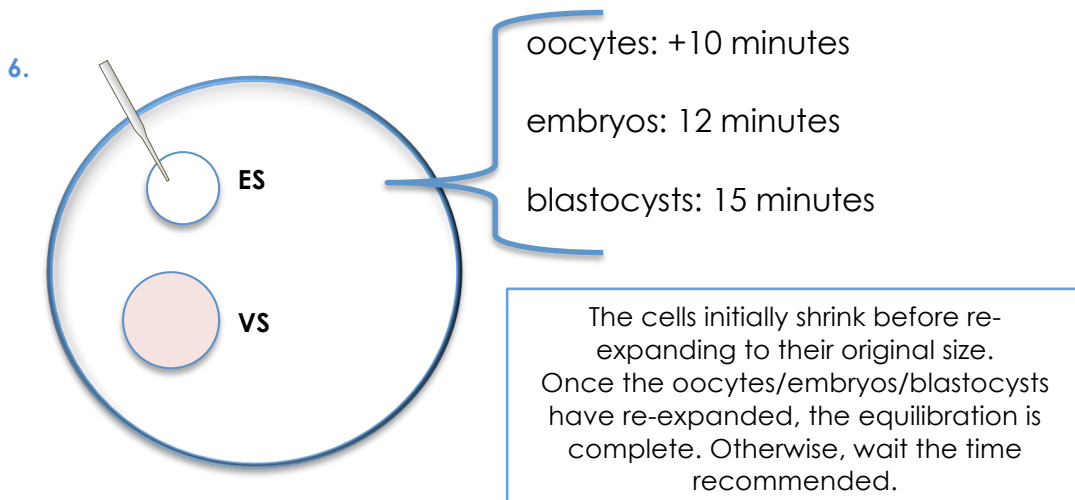 6.
ES
VS
oocytes: +10 minutes
embryos: 12 minutes
blastocysts: 15 minutes
The cells initially shrink before re-
expanding to their original size.
Once the oocytes/embryos/blastocysts
have re-expanded, the equilibration is
complete. Otherwise, wait the time
recommended.